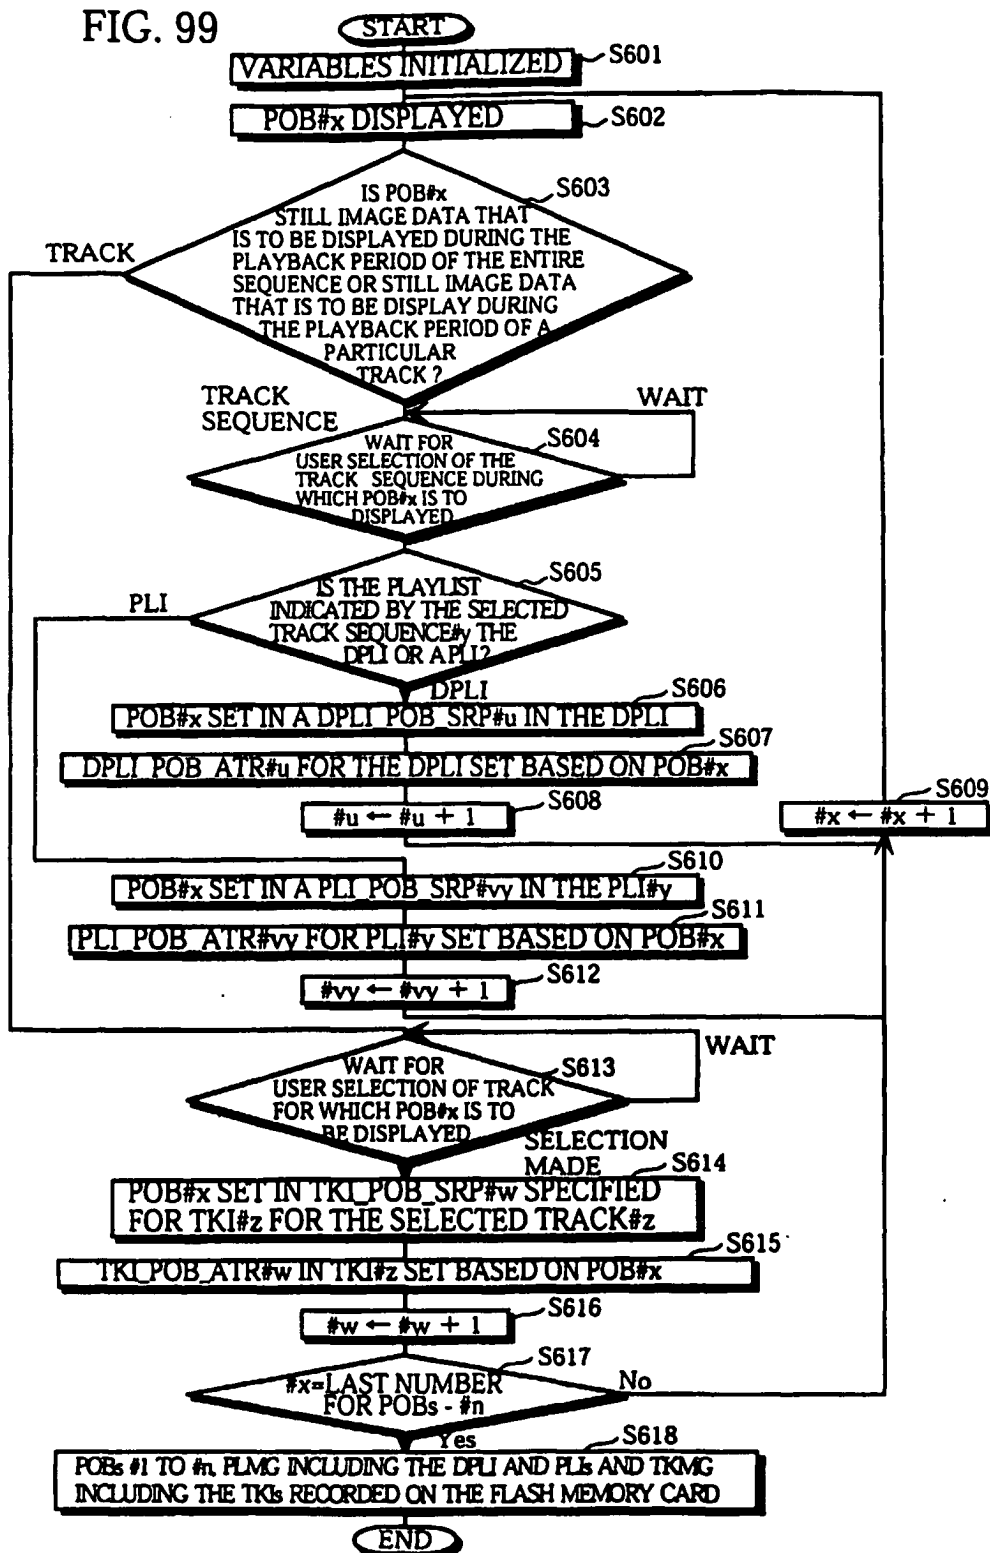 FIG. 99
START
VARIABLES INITIALIZED
S601
POB#x DISPLAYED
S602
IS POB#x
STILL IMAGE DATA THAT
IS TO BE DISPLAYED DURING THE
PLAYBACK PERIOD OF THE ENTIRE
SEQUENCE OR STILL IMAGE DATA
THAT IS TO BE DISPLAY DURING
THE PLAYBACK PERIOD OF A
PARTICULAR
TRACK ?
S603
TRACK
TRACK
SEQUENCE
WAIT
WAIT FOR
USER SELECTION OF THE
TRACK SEQUENCE DURING
WHICH POB#x IS TO
DISPLAYED
S604
IS THE PLAYLIST
INDICATED BY THE SELECTED
TRACK SEQUENCE#y THE
DPLI OR A PLI?
S605
PLI
DPLI
S606
POB#x SET IN A DPLI_POB_SRP#u IN THE DPLI
S607
DPLI_POB_ATR#u FOR THE DPLI SET BASED ON POB#x
S608
#u ← #u + 1
S609
#x ← #x + 1
S610
POB#x SET IN A PLI_POB_SRP#vy IN THE PLI#y
S611
PLI_POB_ATR#vy FOR PLI#y SET BASED ON POB#x
S612
#vy ← #vy + 1
WAIT
WAIT FOR
USER SELECTION OF TRACK
FOR WHICH POB#x IS TO
BE DISPLAYED
S613
SELECTION
MADE
S614
POB#x SET IN TKI_POB_SRP#w SPECIFIED
FOR TKI#z FOR THE SELECTED TRACK#z
S615
TKI_POB_ATR#w IN TKI#z SET BASED ON POB#x
S616
#w ← #w + 1
S617
#x=LAST NUMBER
FOR POBs - #n
No
Yes
S618
POBs #1 TO #n, PLMG INCLUDING THE DPLI AND PLIs AND TKMG
INCLUDING THE TKIs RECORDED ON THE FLASH MEMORY CARD
END